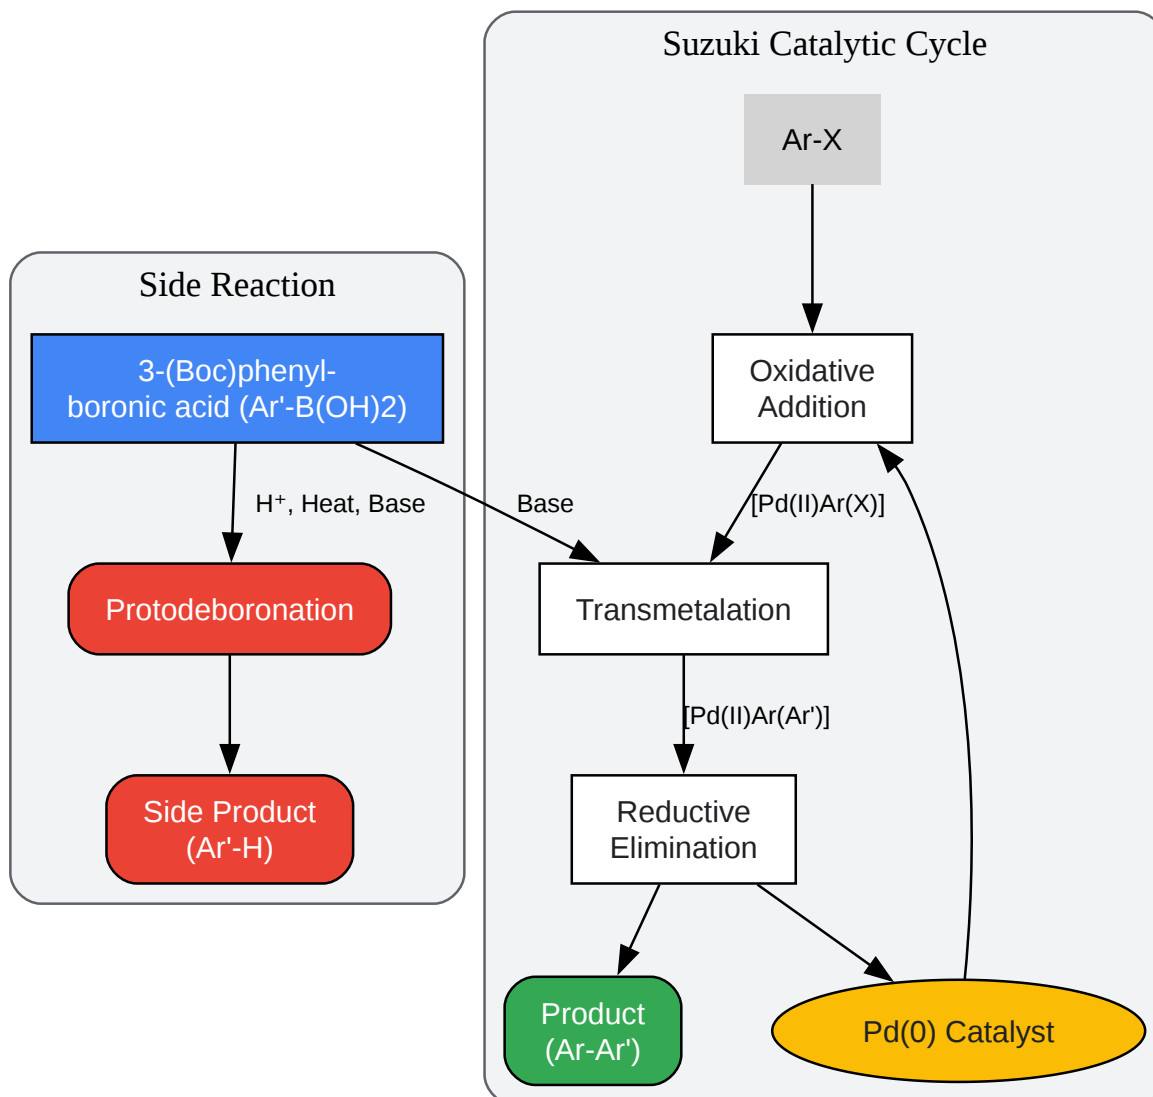 Suzuki Catalytic Cycle
Ar-X
Side Reaction
3-(Boc)phenyl-
boronic acid (Ar'-B(OH)2)
Oxidative
Addition
H⁺, Heat, Base
Base
[Pd(II)Ar(X)]
Protodeboronation
Transmetalation
[Pd(II)Ar(Ar')]
Side Product
(Ar'-H)
Reductive
Elimination
Product
(Ar-Ar')
Pd(0) Catalyst